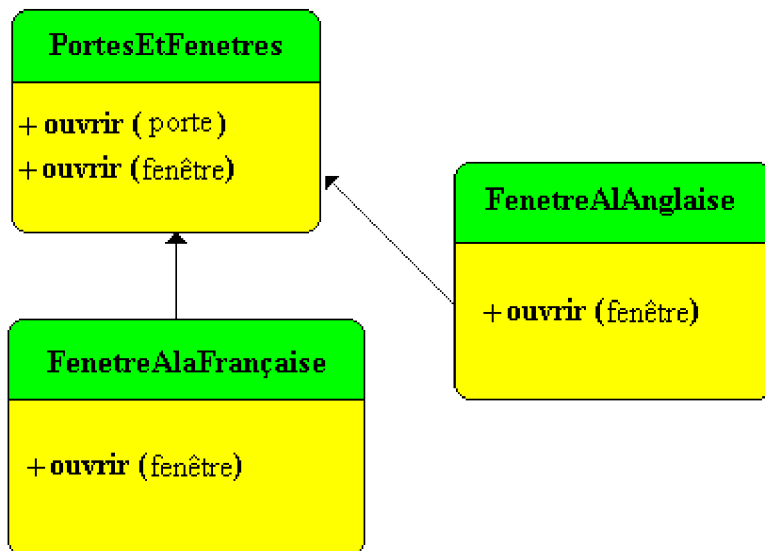 PortesEtFenetres
+ ouvrir ( porte )
+ ouvrir (fenêtre)
FenetreAlAnglaise
+ ouvrir (fenêtre)
FenetreAlaFrançaise
+ ouvrir (fenêtre)